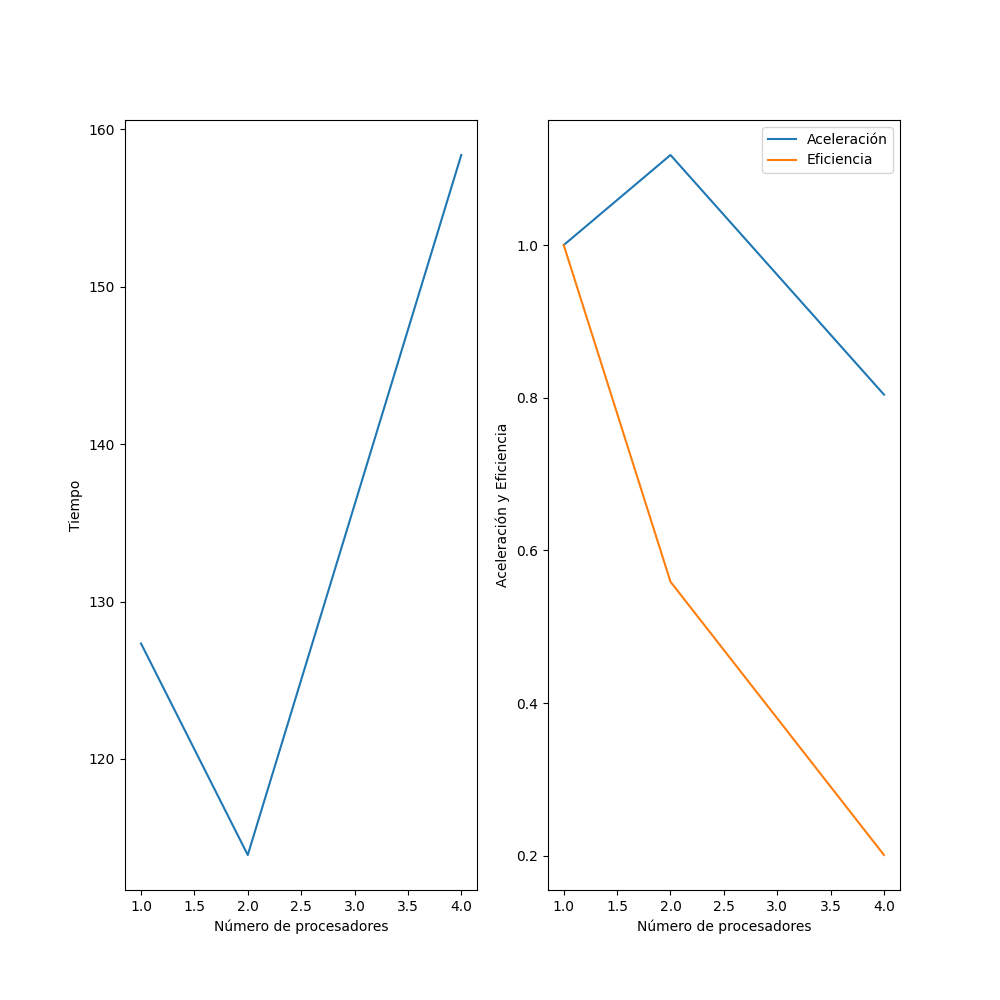 160
150
140
130
120
Tiempo
1.0 1.5 2.0 2.5 3.0 3.5 4.0
Número de procesadores
Aceleración
Eficiencia
1.0
0.8
0.6
0.4
0.2
Aceleración y Eficiencia
1.0 1.5 2.0 2.5 3.0 3.5 4.0
Número de procesadores